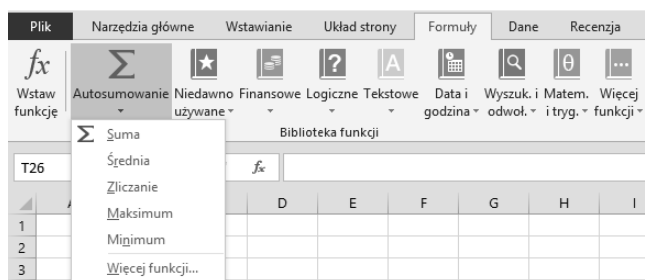 Plik Narzędzia główne Wstawianie Układ strony Formuły Dane Recenzja
fx Σ ? A θ ...
Wstaw funkcję
Autosumowanie
Niedawno używane
Finansowe
Logiczne
Tekstowe
Data i godzina
Wyszuk. i odwoł.
Matem. i tryg.
Więcej funkcji
Biblioteka funkcji
Σ Suma
Średnia
Zliczanie
Maksimum
Minimum
Więcej funkcji...
T26 fx
D E F G H I
1
2
3